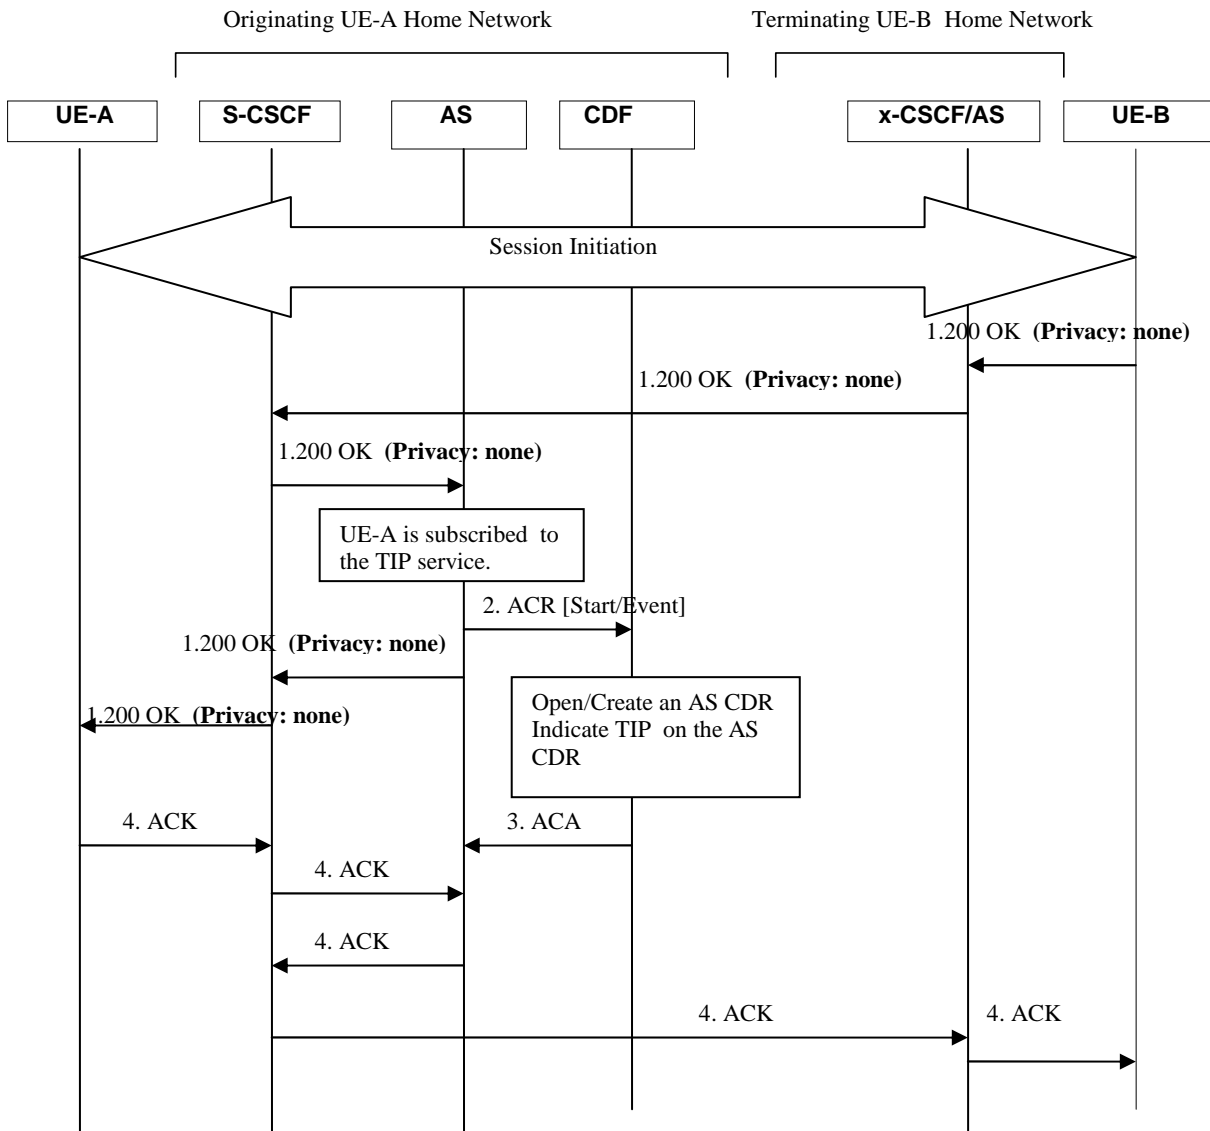 Originating UE-A Home Network
Terminating UE-B  Home Network
UE-A
S-CSCF
AS
CDF
x-CSCF/AS
UE-B
Session Initiation
1.200 OK  (Privacy: none)
1.200 OK  (Privacy: none)
1.200 OK  (Privacy: none)
UE-A is subscribed  to
the TIP service.
2. ACR [Start/Event]
1.200 OK  (Privacy: none)
Open/Create an AS CDR
Indicate TIP  on the AS
CDR
1.200 OK  (Privacy: none)
4. ACK
3. ACA
4. ACK
4. ACK
4. ACK
4. ACK